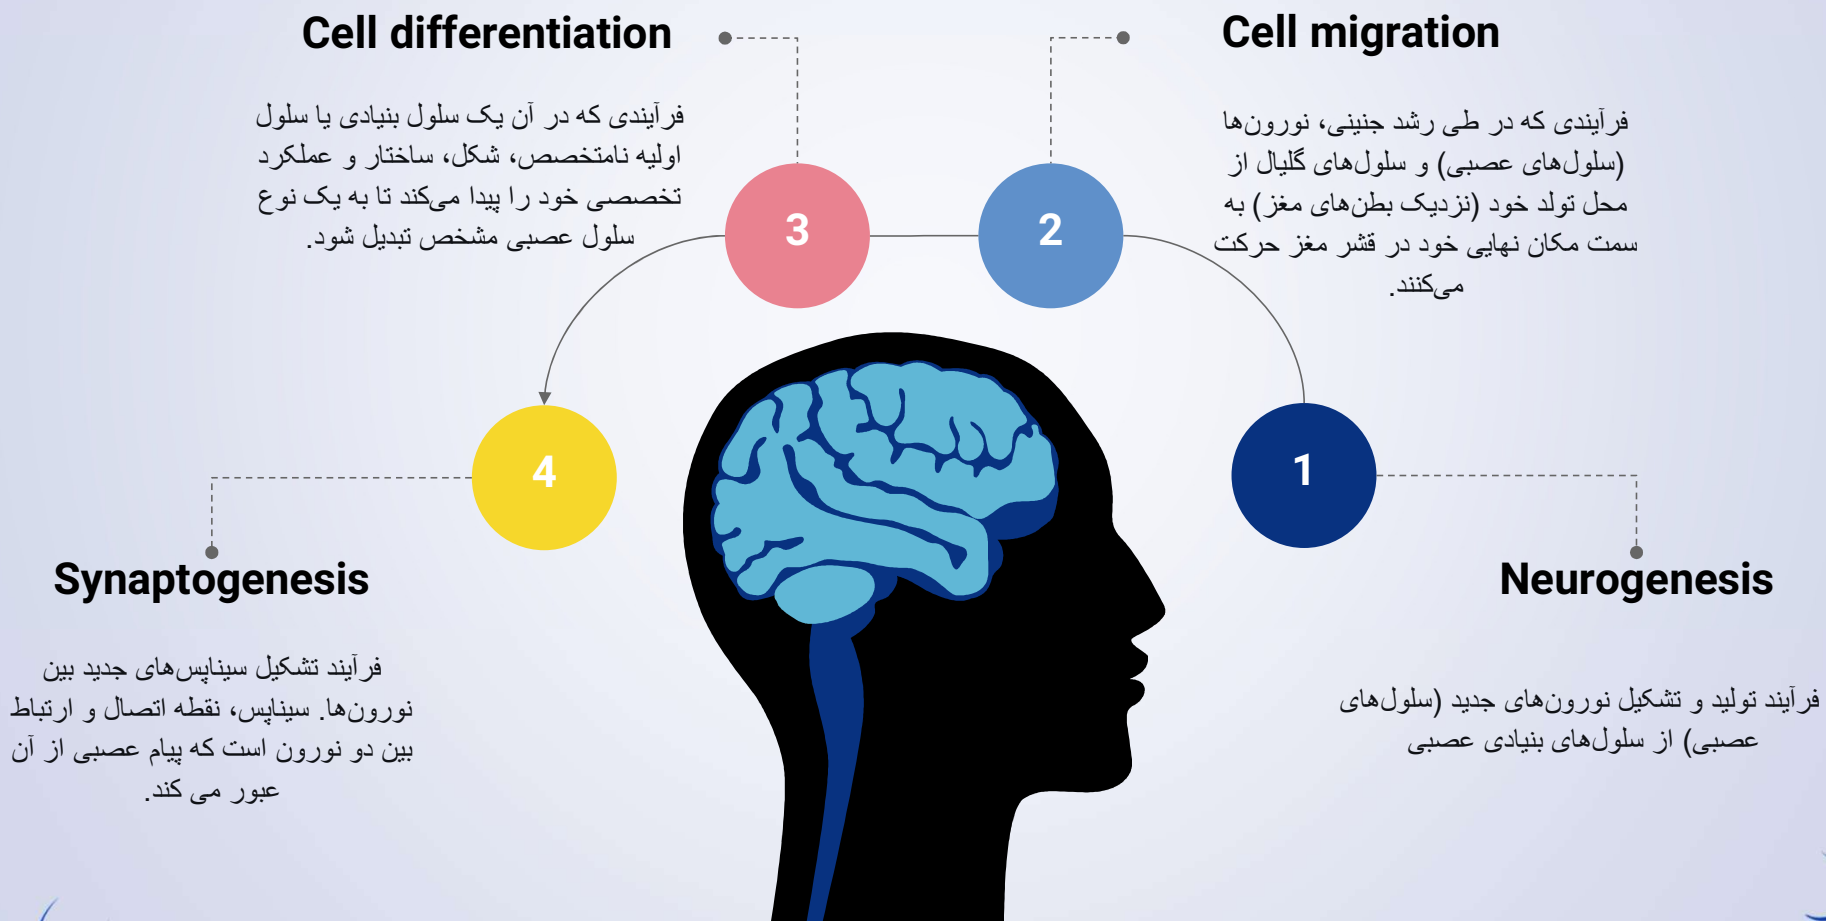 Cell differentiation
فرآیندی که در آن یک سلول بنیادی یا سلول
اولیه نامتخصص، شکل، ساختار و عملکرد
تخصصی خود را پیدا می‌کند تا به یک نوع
سلول عصبی مشخص تبدیل شود.
3
Cell migration
فرآیندی که در طی رشد جنینی، نورون‌ها
(سلول‌های عصبی) و سلول‌های گلیال از
محل تولد خود (نزدیک بطن‌های مغز) به
سمت مکان نهایی خود در قشر مغز حرکت
می‌کنند.
2
4
Synaptogenesis
فرآیند تشکیل سیناپس‌های جدید بین
نورون‌ها. سیناپس، نقطه اتصال و ارتباط
بین دو نورون است که پیام عصبی از آن
عبور می کند.
1
Neurogenesis
فرآیند تولید و تشکیل نورون‌های جدید (سلول‌های
عصبی) از سلول‌های بنیادی عصبی